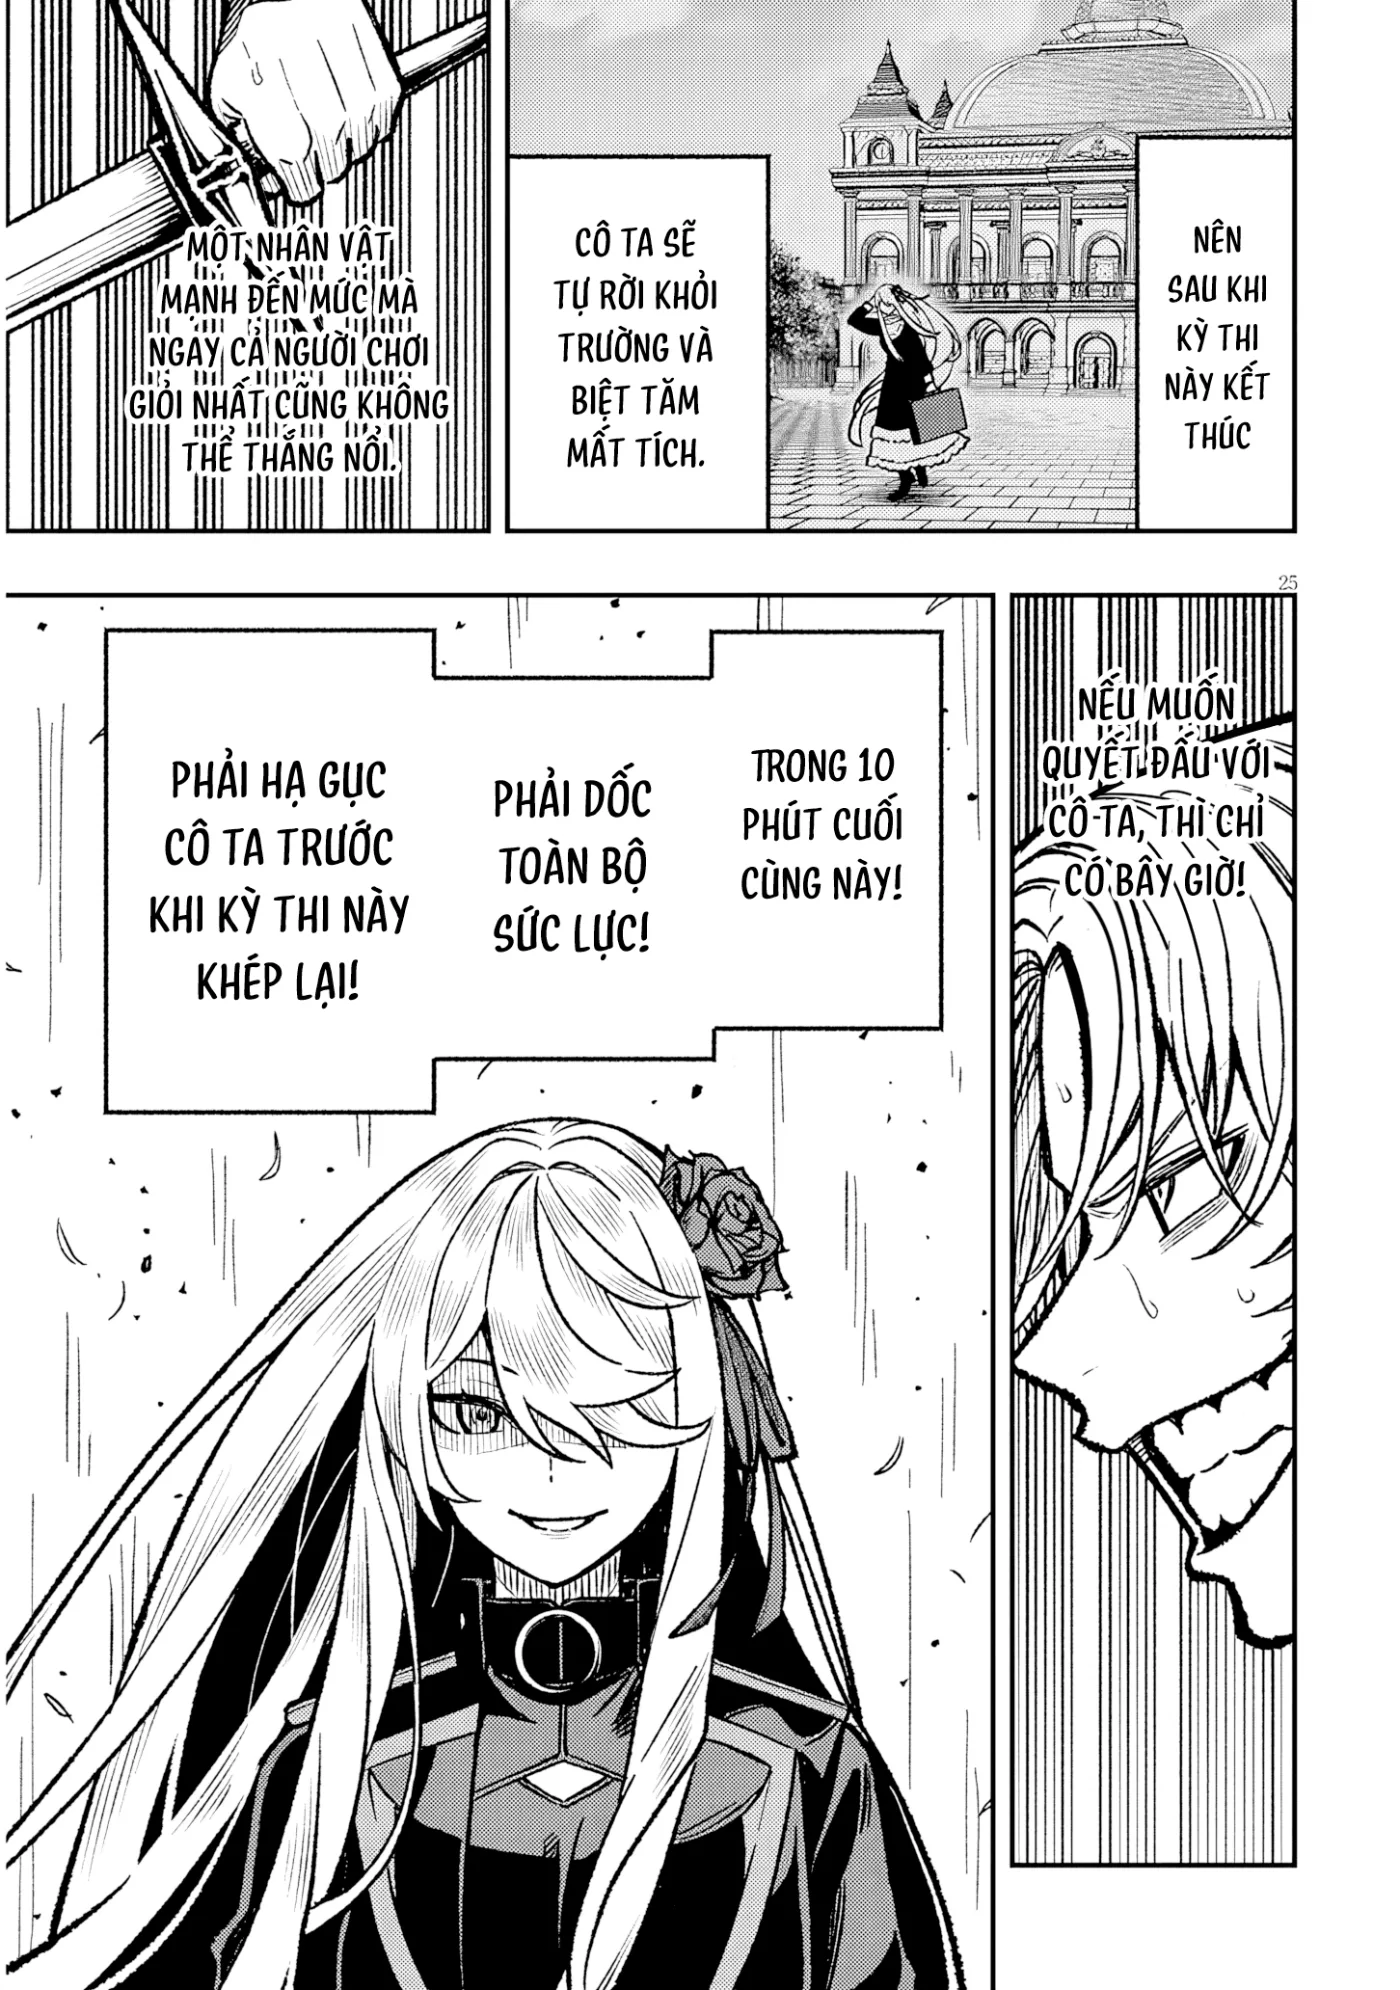 NÊN
SAU KHI
KỲ THI
NÀY KẾT
THÚC
CÔ TA SẼ
TỰ RỜI KHỎI
TRƯỜNG VÀ
BIỆT TĂM
MẤT TÍCH.
MỘT NHÂN VẬT
MẠNH ĐẾN MỨC MÀ
NGAY CẢ NGƯỜI CHƠI
GIỎI NHẤT CŨNG KHÔNG
THỂ THẮNG NỔI.
25
NẾU MUỐN
QUYẾT ĐẤU VỚI
CÔ TA, THÌ CHỈ
CÓ BÂY GIỜ!
TRONG 10
PHÚT CUỐI
CÙNG NÀY!
PHẢI DỐC
TOÀN BỘ
SỨC LỰC!
PHẢI HẠ GỤC
CÔ TA TRƯỚC
KHI KỲ THI NÀY
KHÉP LẠI!